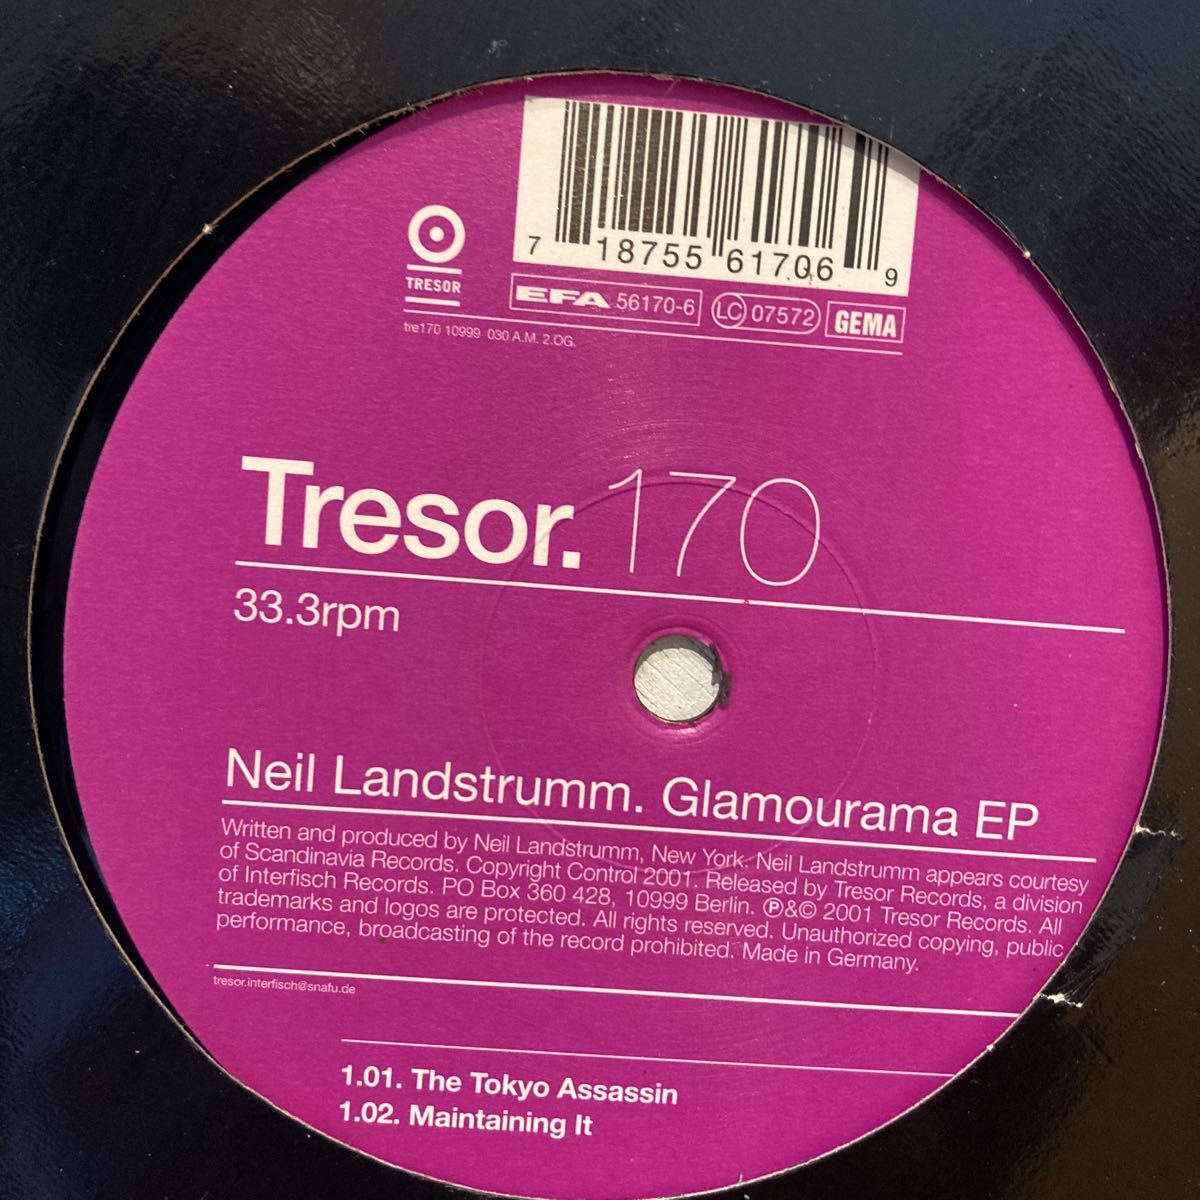 7 18755 61706 9
TRESOR
EFA 56170-6 LC 07572 GEMA
tre170 10999 030 A.M. 2.OG.
Tresor.170
33.3rpm
Neil Landstrumm. Glamourama EP
Written and produced by Neil Landstrumm, New York. Neil Landstrumm appears courtesy
of Scandinavia Records. Copyright Control 2001. Released by Tresor Records, a division
of Interfisch Records. PO Box 360 428, 10999 Berlin. ℗&© 2001 Tresor Records. All
trademarks and logos are protected. All rights reserved. Unauthorized copying, public
performance, broadcasting of the record prohibited. Made in Germany.
tresor.interfisch@snafu.de
1.01. The Tokyo Assassin
1.02. Maintaining It